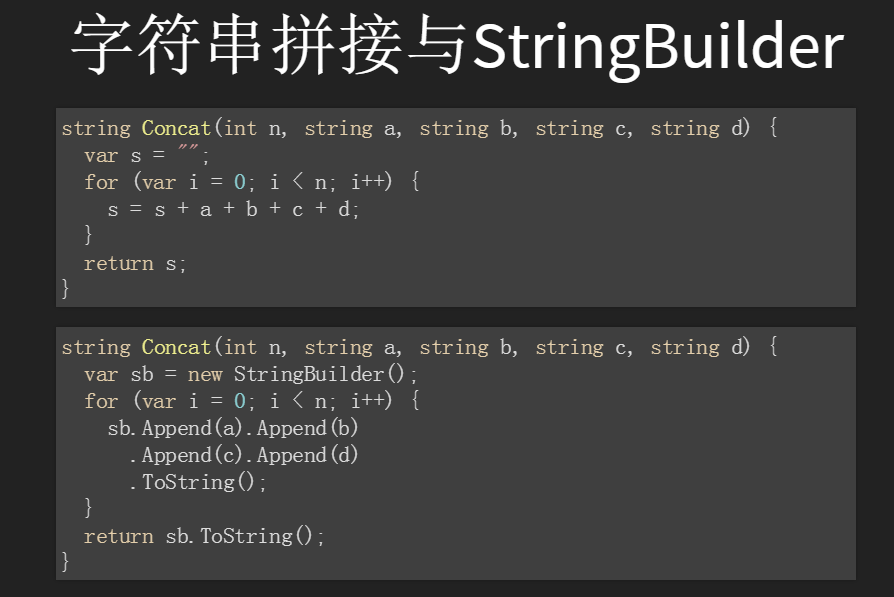 字符串拼接与StringBuilder
string Concat(int n, string a, string b, string c, string d) {
  var s = "";
  for (var i = 0; i < n; i++) {
    s = s + a + b + c + d;
  }
  return s;
}
string Concat(int n, string a, string b, string c, string d) {
  var sb = new StringBuilder();
  for (var i = 0; i < n; i++) {
    sb.Append(a).Append(b)
      .Append(c).Append(d)
      .ToString();
  }
  return sb.ToString();
}